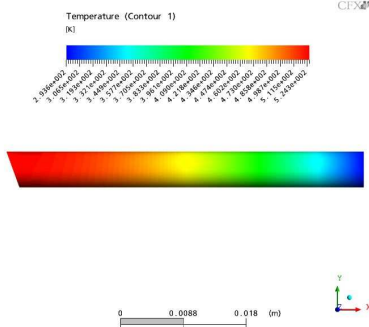 CFX
Temperature (Contour 1)
[K]
2.936e+002
3.065e+002
3.193e+002
3.321e+002
3.449e+002
3.577e+002
3.705e+002
3.833e+002
3.961e+002
4.090e+002
4.218e+002
4.346e+002
4.474e+002
4.602e+002
4.730e+002
4.858e+002
4.987e+002
5.115e+002
5.243e+002
Y
Z
X
0 0.0088 0.018 (m)